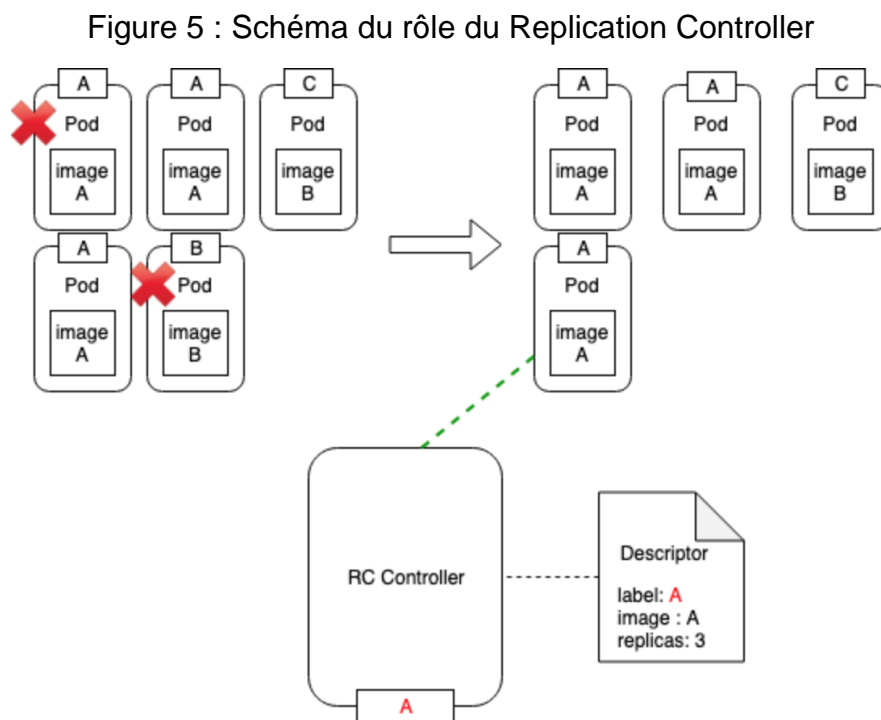 Figure 5 : Schéma du rôle du Replication Controller
A
Pod
image
A
A
Pod
image
A
C
Pod
image
B
A
Pod
image
A
B
Pod
image
B
A
Pod
image
A
A
Pod
image
A
C
Pod
image
B
A
Pod
image
A
RC Controller
A
Descriptor
label: A
image : A
replicas: 3